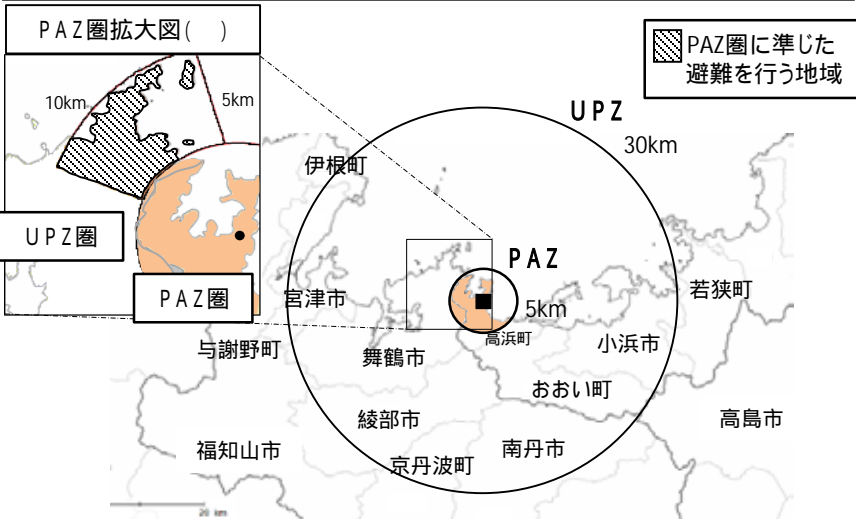 PAZ圏拡大図(　)
PAZ圏に準じた
避難を行う地域
10km
5km
UPZ
30km
伊根町
UPZ圏
PAZ
PAZ圏
宮津市
5km
若狭町
高浜町
小浜市
与謝野町
舞鶴市
おおい町
綾部市
高島市
福知山市
京丹波町
南丹市
20 km